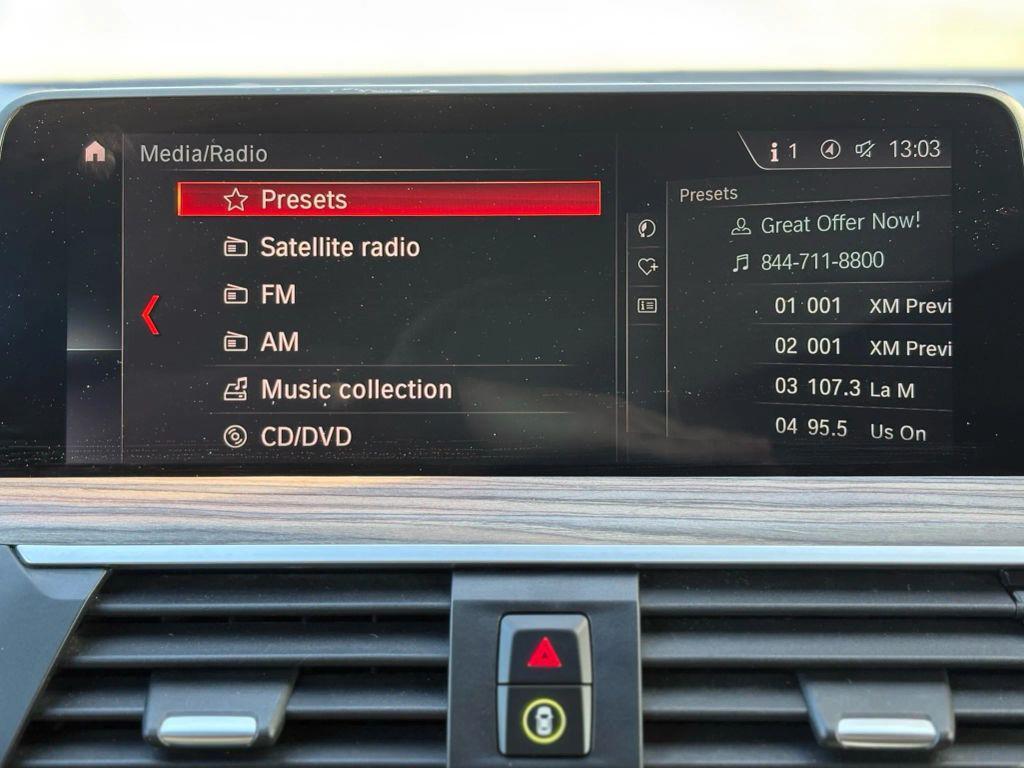 Media/Radio
i 1 13:03
Presets
Satellite radio
FM
AM
Music collection
CD/DVD
Presets
Great Offer Now!
844-711-8800
01 001 XM Previ
02 001 XM Previ
03 107.3 La M
04 95.5 Us On